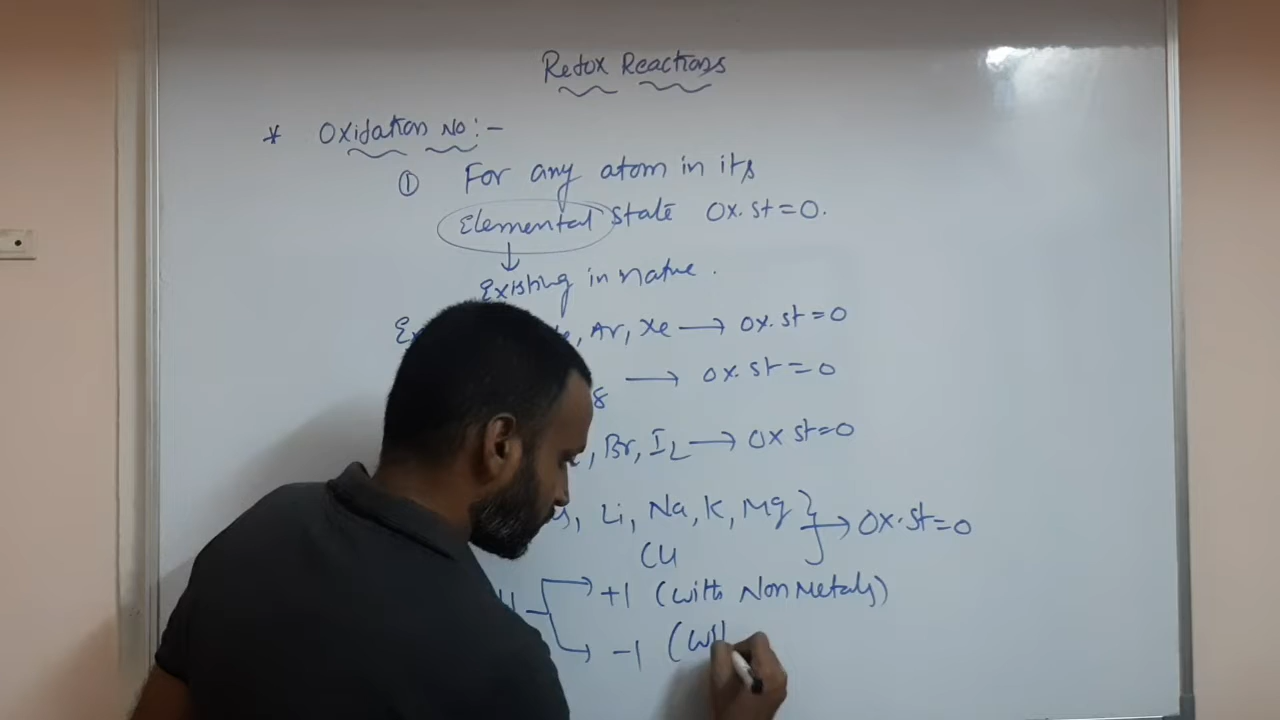 Redox Reactions
* Oxidation No:-
① For any atom in its
Elemental State Ox.St=0.
Existing in nature.
Ar, Xe → Ox.St=0
8 → Ox.St=0
, Br, I2 → Ox St=0
, Li, Na, K, Mg } → Ox.St=0
Cu
+1 (With Non Metals)
-1 (Wi